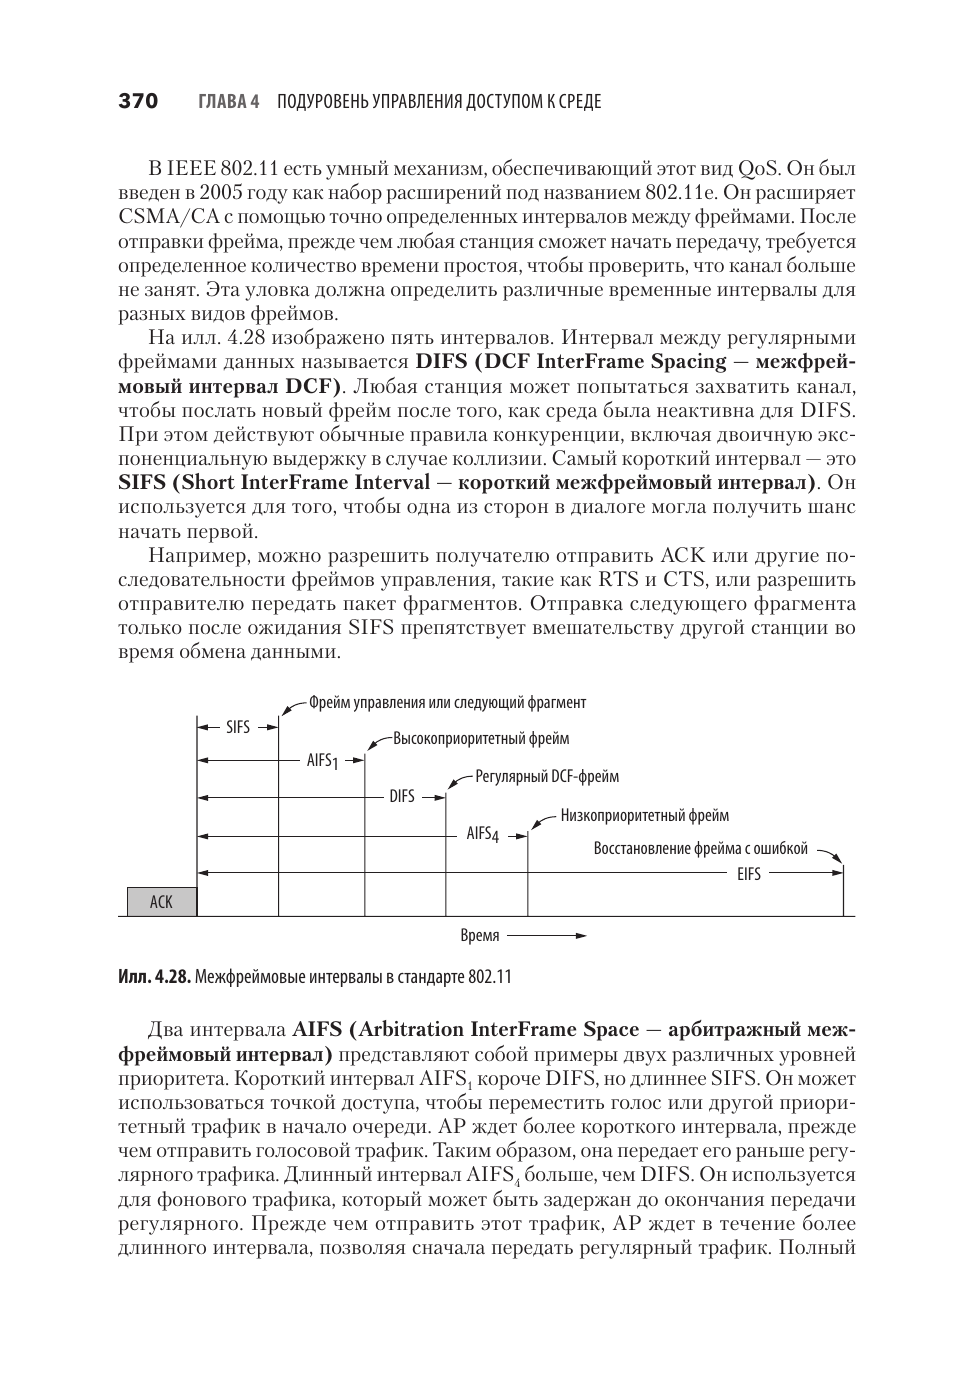 370 ГЛАВА 4 ПОДУРОВЕНЬ УПРАВЛЕНИЯ ДОСТУПОМ К СРЕДЕ
В IEEE 802.11 есть умный механизм, обеспечивающий этот вид QoS. Он был
введен в 2005 году как набор расширений под названием 802.11e. Он расширяет
CSMA/CA с помощью точно определенных интервалов между фреймами. После
отправки фрейма, прежде чем любая станция сможет начать передачу, требуется
определенное количество времени простоя, чтобы проверить, что канал больше
не занят. Эта уловка должна определить различные временные интервалы для
разных видов фреймов.
На илл. 4.28 изображено пять интервалов. Интервал между регулярными
фреймами данных называется DIFS (DCF InterFrame Spacing — межфрей-
мовый интервал DCF). Любая станция может попытаться захватить канал,
чтобы послать новый фрейм после того, как среда была неактивна для DIFS.
При этом действуют обычные правила конкуренции, включая двоичную экс-
поненциальную выдержку в случае коллизии. Самый короткий интервал — это
SIFS (Short InterFrame Interval — короткий межфреймовый интервал). Он
используется для того, чтобы одна из сторон в диалоге могла получить шанс
начать первой.
Например, можно разрешить получателю отправить ACK или другие по-
следовательности фреймов управления, такие как RTS и CTS, или разрешить
отправителю передать пакет фрагментов. Отправка следующего фрагмента
только после ожидания SIFS препятствует вмешательству другой станции во
время обмена данными.
Фрейм управления или следующий фрагмент
SIFS
Высокоприоритетный фрейм
AIFS1
Регулярный DCF-фрейм
DIFS
Низкоприоритетный фрейм
AIFS4
Восстановление фрейма с ошибкой
EIFS
ACK
Время
Илл. 4.28. Межфреймовые интервалы в стандарте 802.11
Два интервала AIFS (Arbitration InterFrame Space — арбитражный меж-
фреймовый интервал) представляют собой примеры двух различных уровней
приоритета. Короткий интервал AIFS1 короче DIFS, но длиннее SIFS. Он может
использоваться точкой доступа, чтобы переместить голос или другой приори-
тетный трафик в начало очереди. AP ждет более короткого интервала, прежде
чем отправить голосовой трафик. Таким образом, она передает его раньше регу-
лярного трафика. Длинный интервал AIFS4 больше, чем DIFS. Он используется
для фонового трафика, который может быть задержан до окончания передачи
регулярного. Прежде чем отправить этот трафик, AP ждет в течение более
длинного интервала, позволяя сначала передать регулярный трафик. Полный